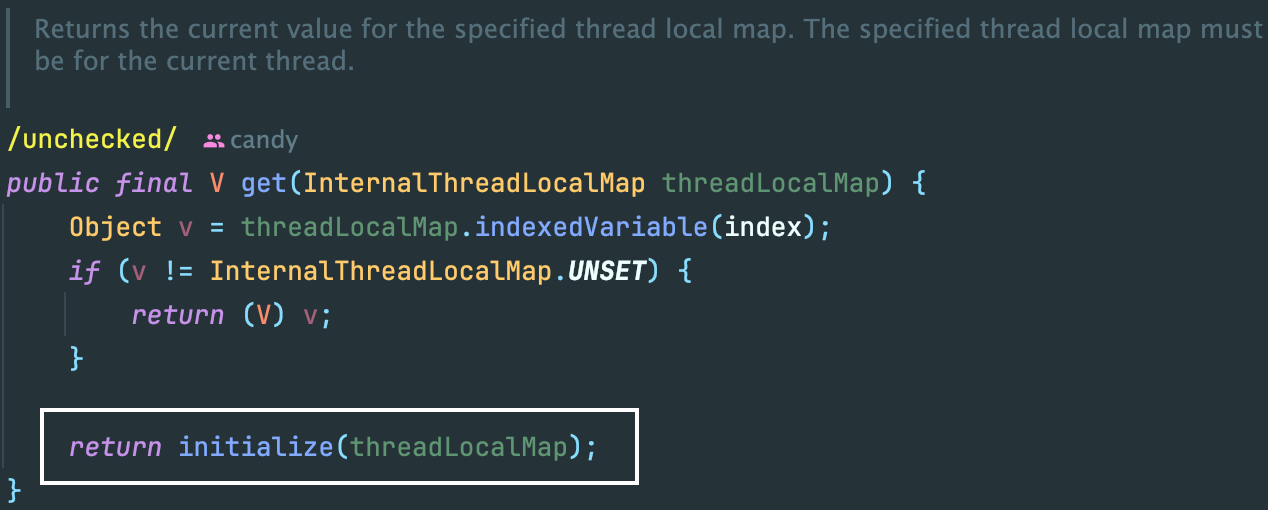 Returns the current value for the specified thread local map. The specified thread local map must
be for the current thread.
/unchecked/ candy
public final V get(InternalThreadLocalMap threadLocalMap) {
    Object v = threadLocalMap.indexedVariable(index);
    if (v != InternalThreadLocalMap.UNSET) {
        return (V) v;
    }
    return initialize(threadLocalMap);
}